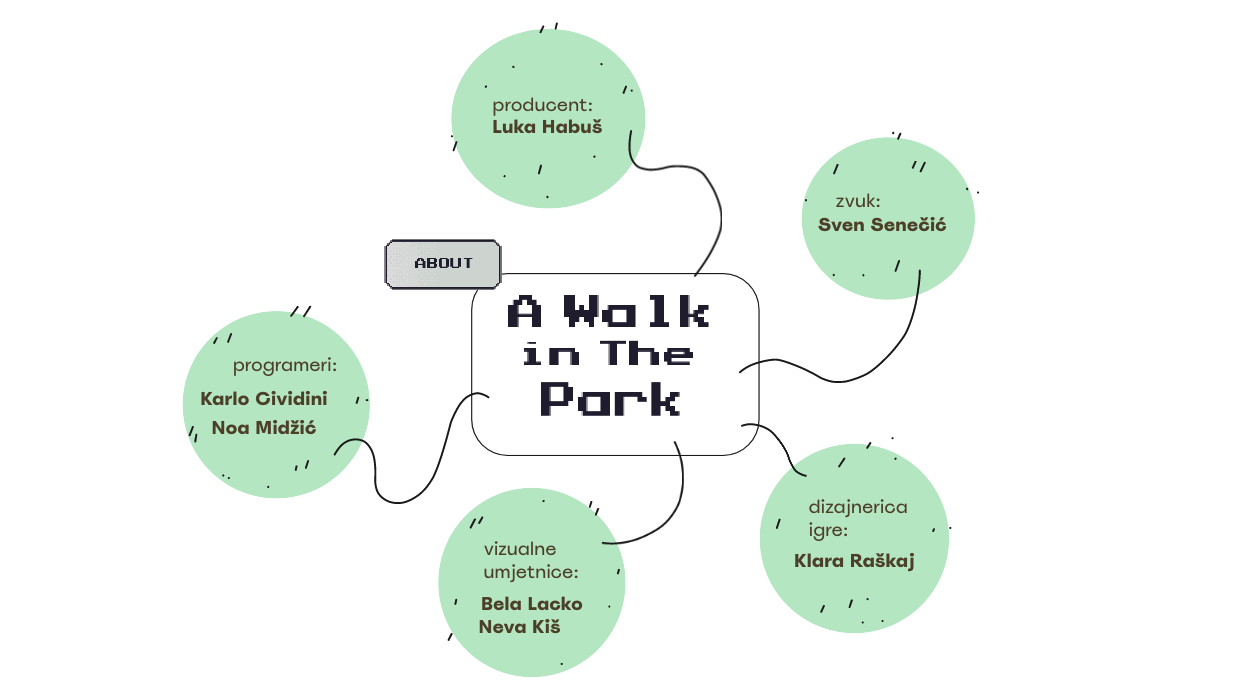 producent:
Luka Habuš
zvuk:
Sven Senečić
ABOUT
A Walk
in The
Park
programeri:
Karlo Cividini
Noa Midžić
vizualne
umjetnice:
Bela Lacko
Neva Kiš
dizajnerica
igre:
Klara Raškaj